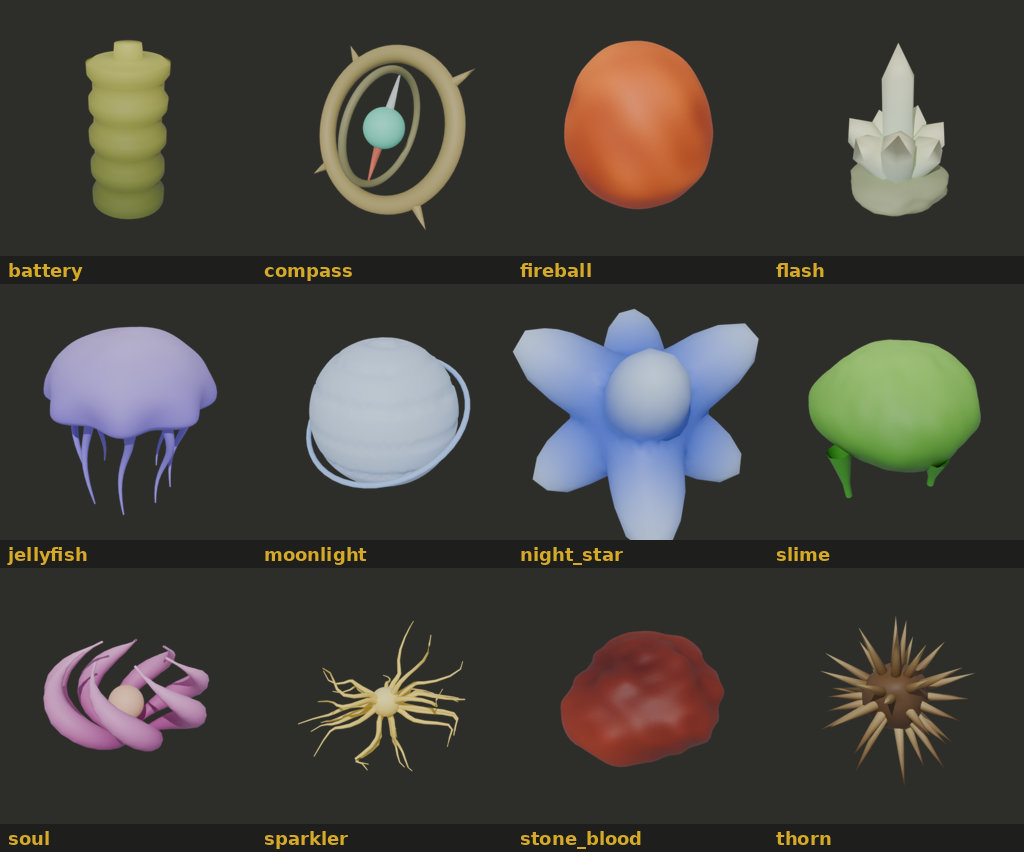 battery
compass
fireball
flash
jellyfish
moonlight
night_star
slime
soul
sparkler
stone_blood
thorn